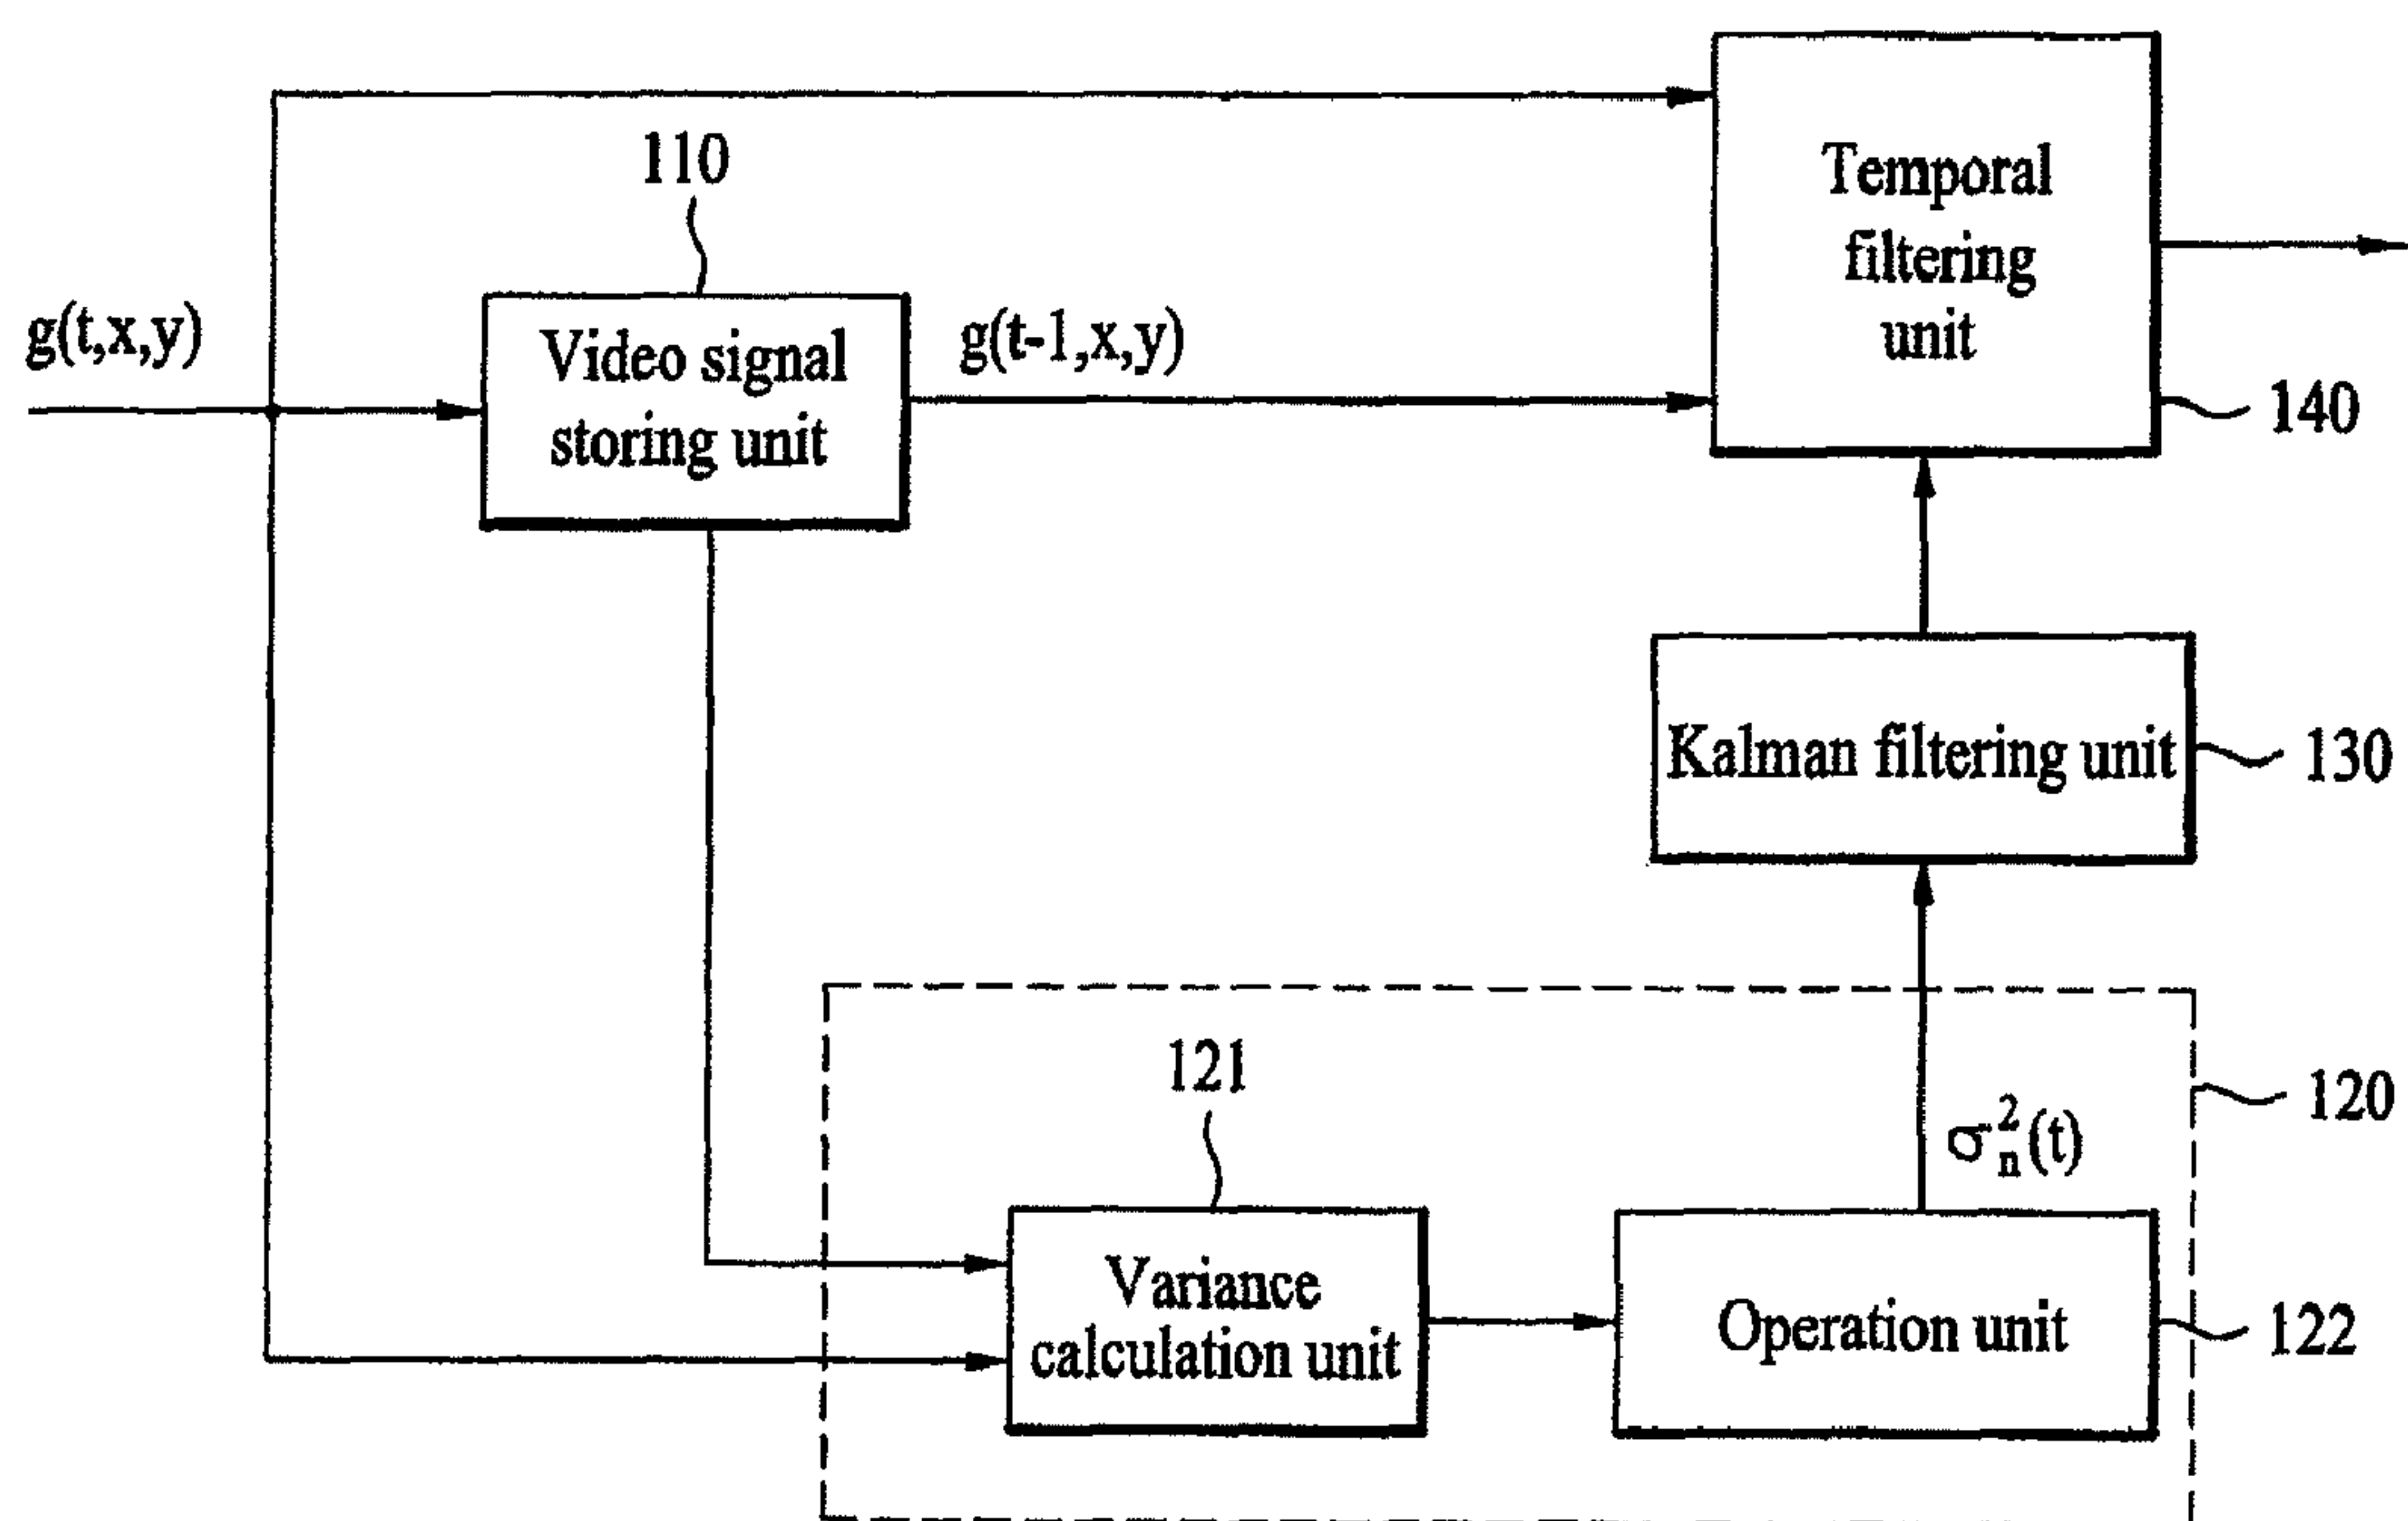 110
g(t,x,y)
Video signal
storing unit
g(t-1,x,y)
Temporal
filtering
unit
140
Kalman filtering unit
130
120
σ²ₙ(t)
121
Variance
calculation unit
Operation unit
122